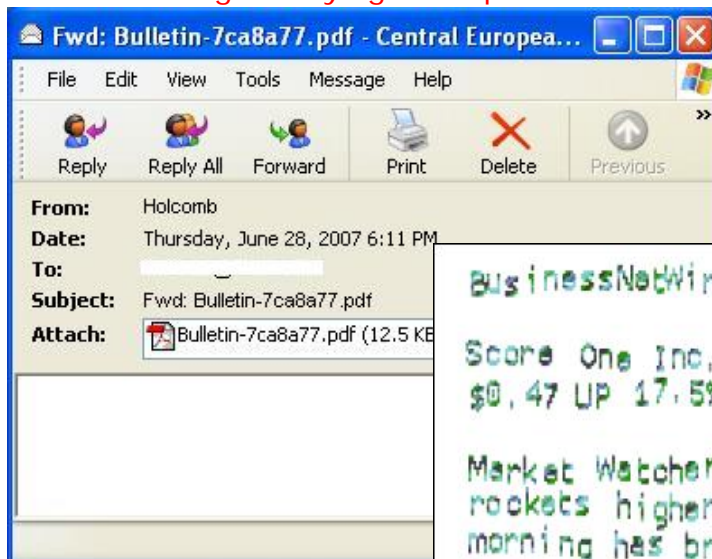 Fwd: Bulletin-7ca8a77.pdf - Central Europea...
File Edit View Tools Message Help
Reply Reply All Forward Print Delete Previous
From: Holcomb
Date: Thursday, June 28, 2007 6:11 PM
To:
Subject: Fwd: Bulletin-7ca8a77.pdf
Attach: Bulletin-7ca8a77.pdf (12.5 KB
BusinessNetWir
Score One Inc.
$0.47 UP 17.5%
Market Watcher
rockets higher
morning has br